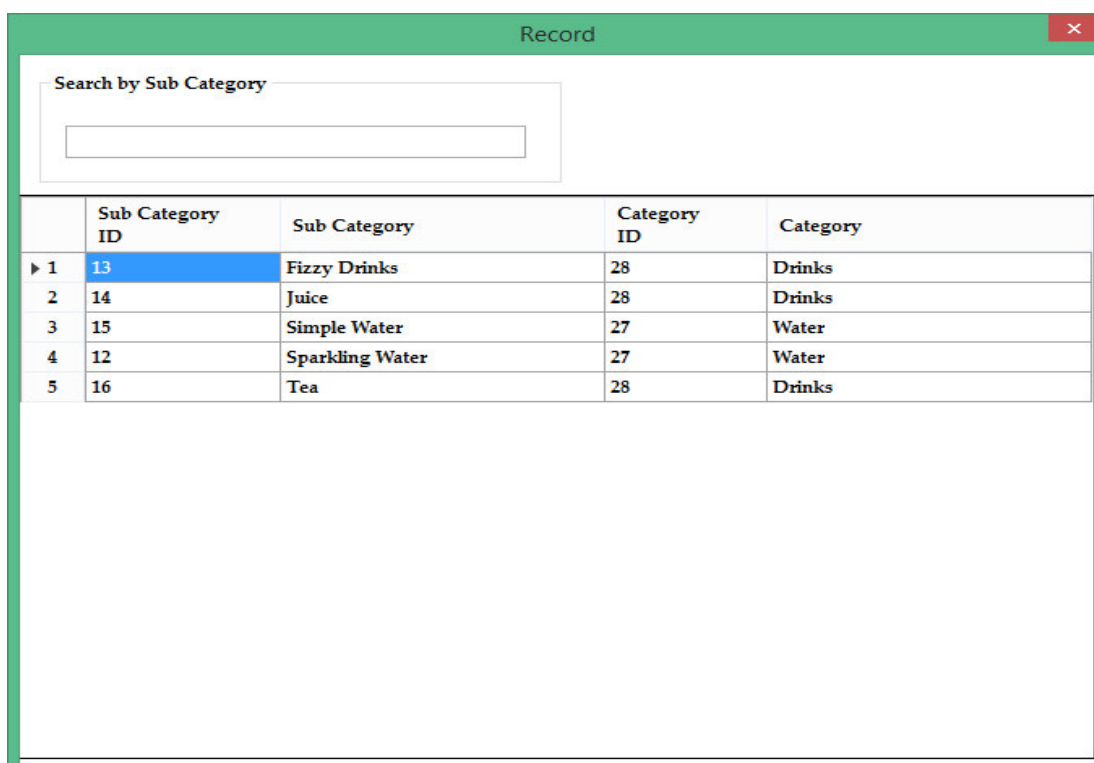 Record
×
Search by Sub Category
Sub Category ID Sub Category Category ID Category
1 13 Fizzy Drinks 28 Drinks
2 14 Juice 28 Drinks
3 15 Simple Water 27 Water
4 12 Sparkling Water 27 Water
5 16 Tea 28 Drinks